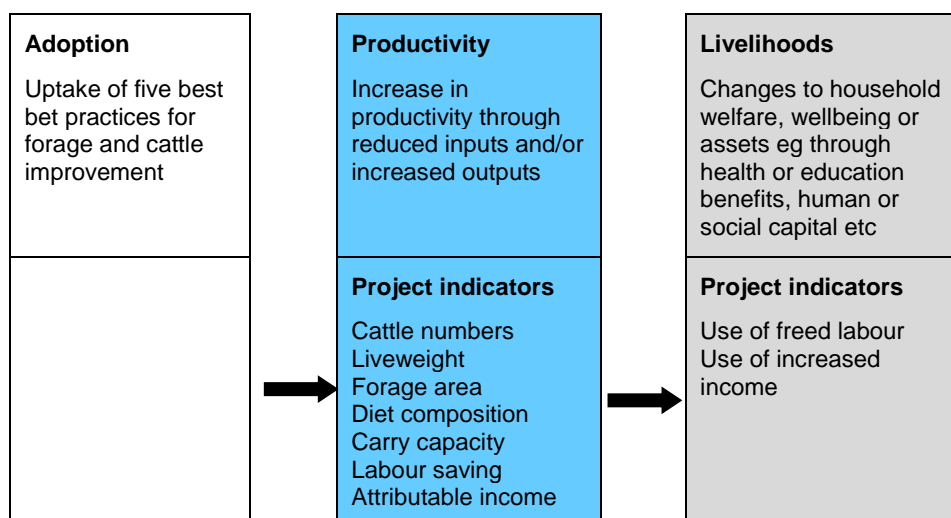 Adoption
Uptake of five best
bet practices for
forage and cattle
improvement
Productivity
Increase in
productivity through
reduced inputs and/or
increased outputs
Livelihoods
Changes to household
welfare, wellbeing or
assets eg through
health or education
benefits, human or
social capital etc
Project indicators
Cattle numbers
Liveweight
Forage area
Diet composition
Carry capacity
Labour saving
Attributable income
Project indicators
Use of freed labour
Use of increased
income